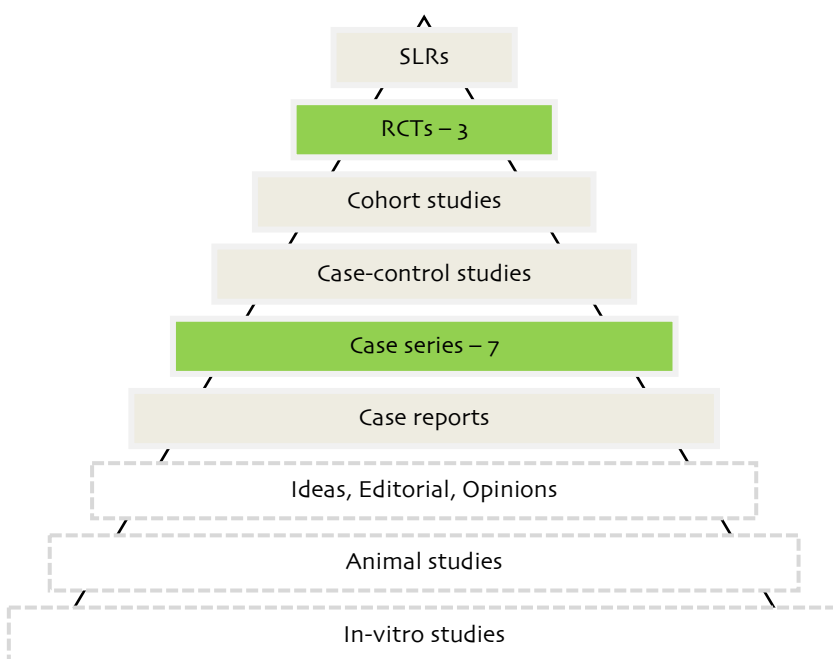 SLRs
RCTs – 3
Cohort studies
Case-control studies
Case series – 7
Case reports
Ideas, Editorial, Opinions
Animal studies
In-vitro studies